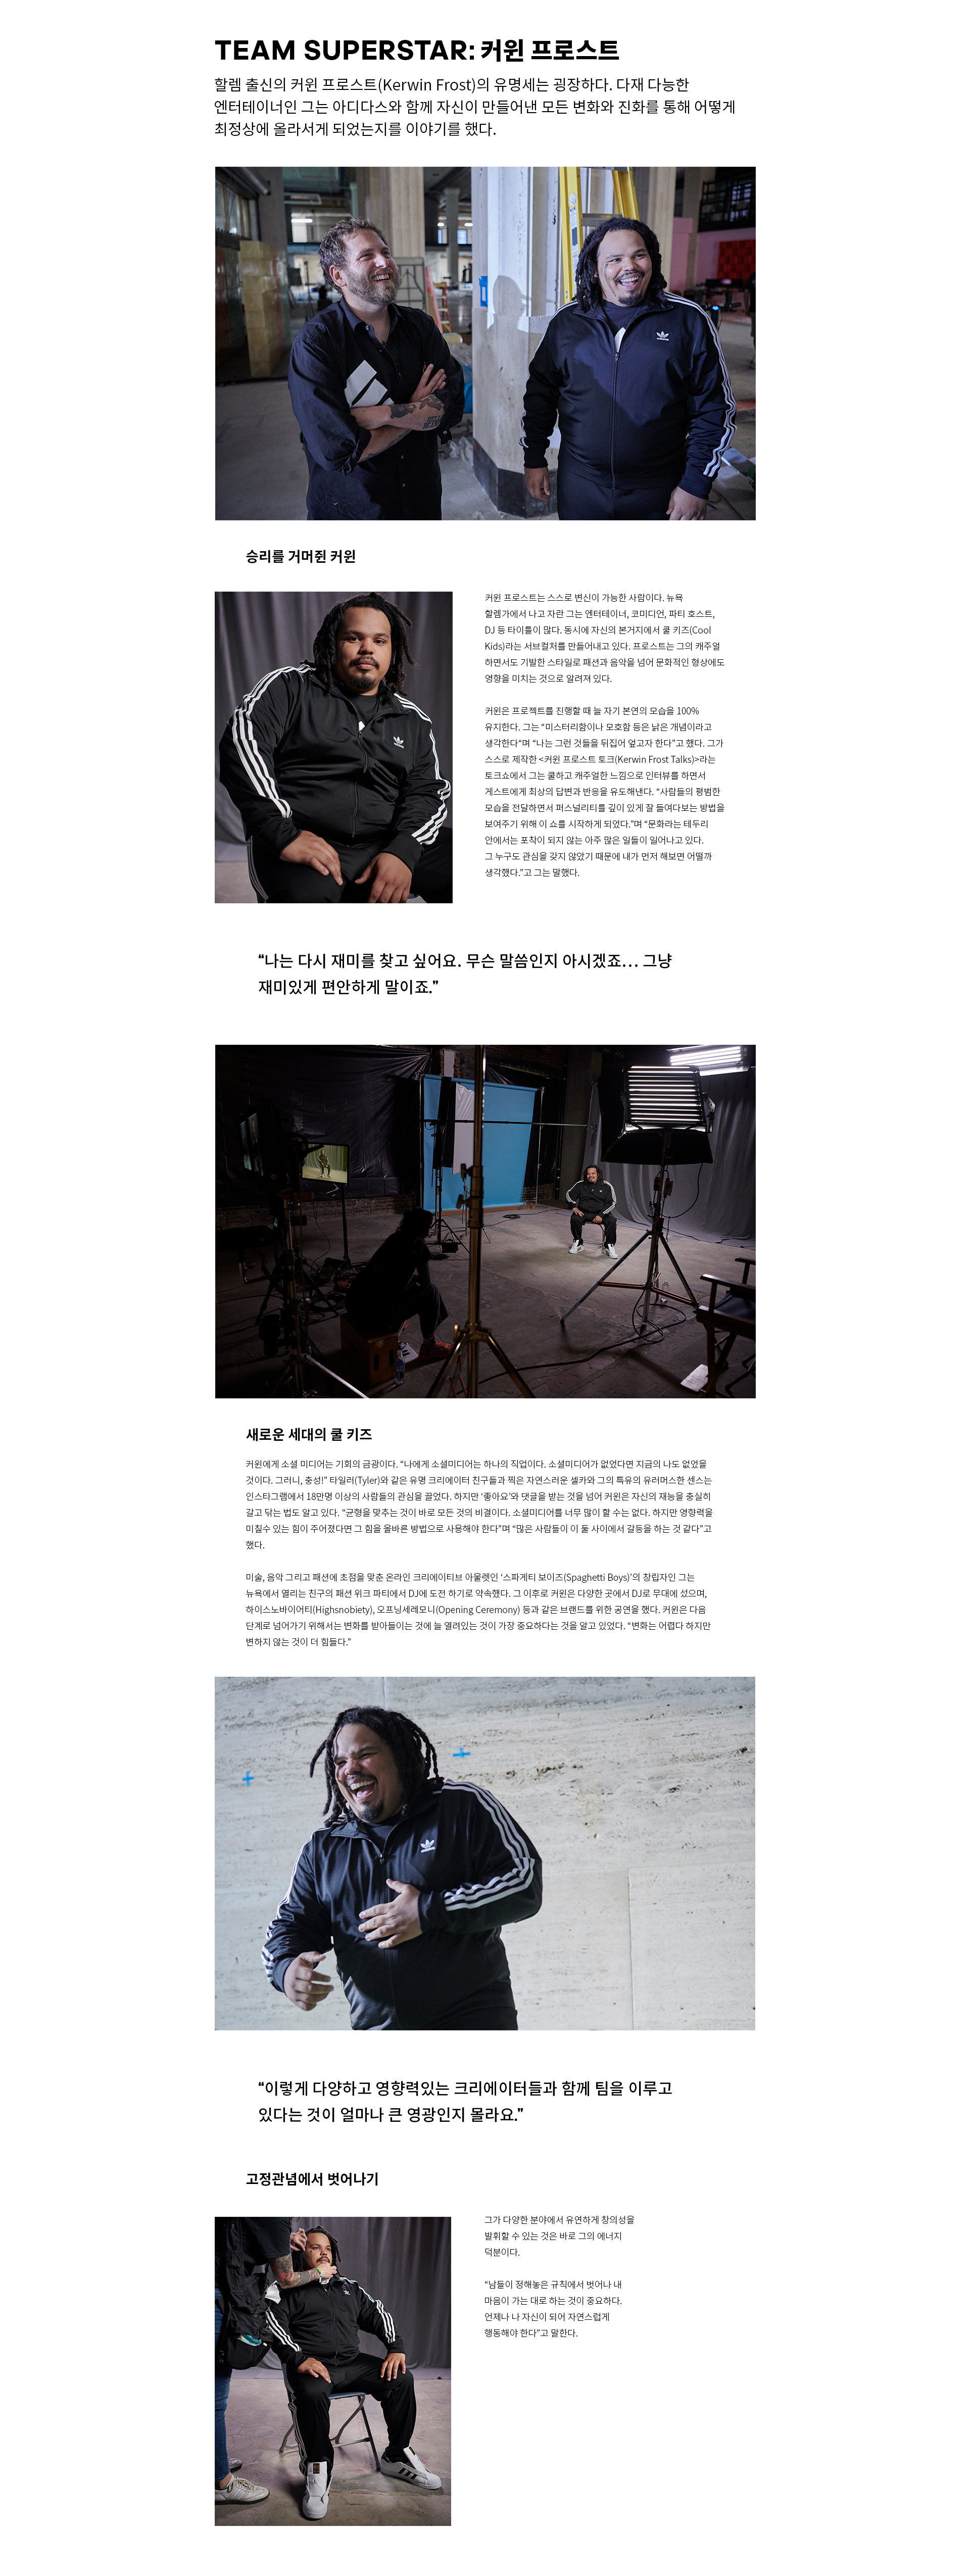 TEAM SUPERSTAR: 커윈 프로스트
할렘 출신의 커윈 프로스트(Kerwin Frost)의 유명세는 굉장하다. 다재 다능한
엔터테이너인 그는 아디다스와 함께 자신이 만들어낸 모든 변화와 진화를 통해 어떻게
최정상에 올라서게 되었는지를 이야기를 했다.
승리를 거머쥔 커윈
커윈 프로스트는 스스로 변신이 가능한 사람이다. 뉴욕
할렘가에서 나고 자란 그는 엔터테이너, 코미디언, 파티 호스트,
DJ 등 타이틀이 많다. 동시에 자신의 본거지에서 쿨 키즈(Cool
Kids)라는 서브컬처를 만들어내고 있다. 프로스트는 그의 캐주얼
하면서도 기발한 스타일로 패션과 음악을 넘어 문화적인 형상에도
영향을 미치는 것으로 알려져 있다.
커윈은 프로젝트를 진행할 때 늘 자기 본연의 모습을 100%
유지한다. 그는 “미스터리함이나 모호함 등은 낡은 개념이라고
생각한다“며 “나는 그런 것들을 뒤집어 엎고자 한다”고 했다. 그가
스스로 제작한 <커윈 프로스트 토크(Kerwin Frost Talks)>라는
토크쇼에서 그는 쿨하고 캐주얼한 느낌으로 인터뷰를 하면서
게스트에게 최상의 답변과 반응을 유도해낸다. “사람들의 평범한
모습을 전달하면서 퍼스널리티를 깊이 있게 잘 들여다보는 방법을
보여주기 위해 이 쇼를 시작하게 되었다.”며 “문화라는 테두리
안에서는 포착이 되지 않는 아주 많은 일들이 일어나고 있다.
그 누구도 관심을 갖지 않았기 때문에 내가 먼저 해보면 어떨까
생각했다.”고 그는 말했다.
“나는 다시 재미를 찾고 싶어요. 무슨 말씀인지 아시겠죠… 그냥
재미있게 편안하게 말이죠.”
새로운 세대의 쿨 키즈
커윈에게 소셜 미디어는 기회의 금광이다. “나에게 소셜미디어는 하나의 직업이다. 소셜미디어가 없었다면 지금의 나도 없었을
것이다. 그러니, 충성!” 타일러(Tyler)와 같은 유명 크리에이터 친구들과 찍은 자연스러운 셀카와 그의 특유의 유러머스한 센스는
인스타그램에서 18만명 이상의 사람들의 관심을 끌었다. 하지만 ‘좋아요’와 댓글을 받는 것을 넘어 커윈은 자신의 재능을 충실히
갈고 닦는 법도 알고 있다. “균형을 맞추는 것이 바로 모든 것의 비결이다. 소셜미디어를 너무 많이 할 수는 없다. 하지만 영향력을
미칠수 있는 힘이 주어졌다면 그 힘을 올바른 방법으로 사용해야 한다”며 “많은 사람들이 이 둘 사이에서 갈등을 하는 것 같다”고
했다.
미술, 음악 그리고 패션에 초점을 맞춘 온라인 크리에이티브 아울렛인 ‘스파게티 보이즈(Spaghetti Boys)’의 창립자인 그는
뉴욕에서 열리는 친구의 패션 위크 파티에서 DJ에 도전 하기로 약속했다. 그 이후로 커윈은 다양한 곳에서 DJ로 무대에 섰으며,
하이스노바이어티(Highsnobiety), 오프닝세레모니(Opening Ceremony) 등과 같은 브랜드를 위한 공연을 했다. 커윈은 다음
단계로 넘어가기 위해서는 변화를 받아들이는 것에 늘 열려있는 것이 가장 중요하다는 것을 알고 있었다. “변화는 어렵다 하지만
변하지 않는 것이 더 힘들다.”
“이렇게 다양하고 영향력있는 크리에이터들과 함께 팀을 이루고
있다는 것이 얼마나 큰 영광인지 몰라요.”
고정관념에서 벗어나기
그가 다양한 분야에서 유연하게 창의성을
발휘할 수 있는 것은 바로 그의 에너지
덕분이다.
“남들이 정해놓은 규칙에서 벗어나 내
마음이 가는 대로 하는 것이 중요하다.
언제나 나 자신이 되어 자연스럽게
행동해야 한다”고 말한다.